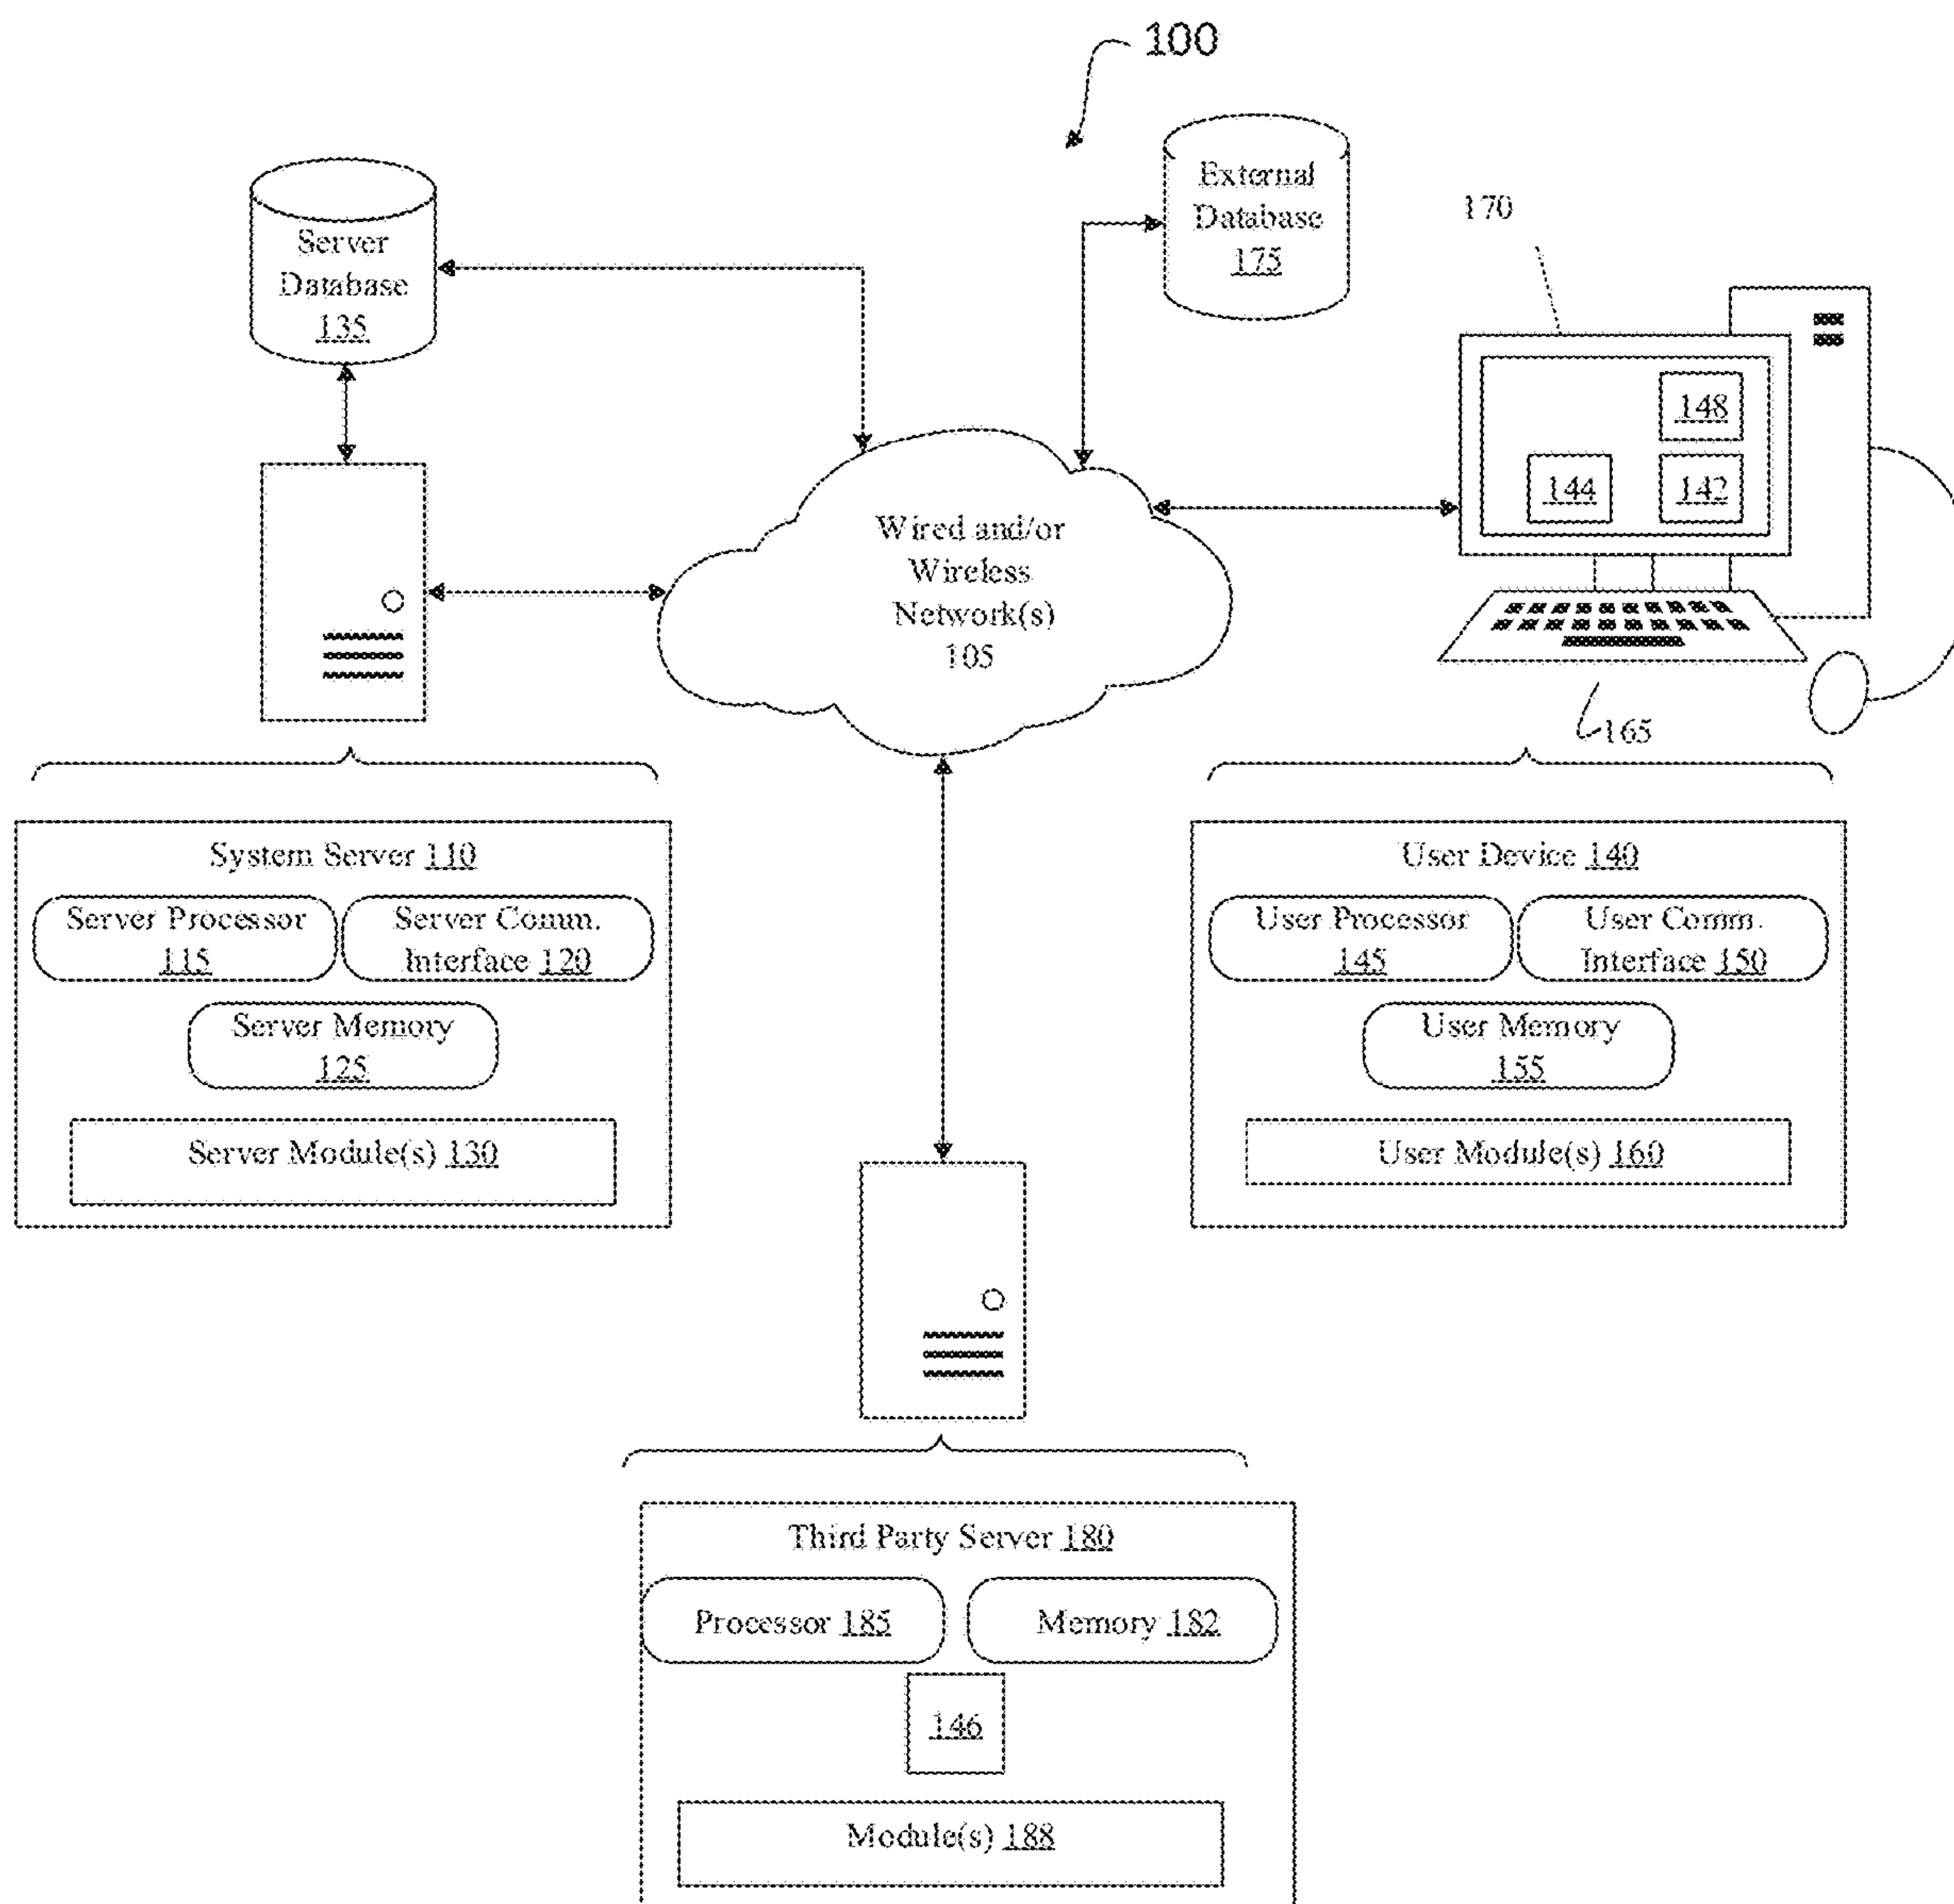 100
External
Database
175
Server
Database
135
170
148
144
142
Wired and/or
Wireless
Network(s)
105
165
System Server 110
Server Processor
115
Server Comm.
Interface 120
Server Memory
125
Server Module(s) 130
User Device 140
User Processor
145
User Comm.
Interface 150
User Memory
155
User Module(s) 160
Third Party Server 180
Processor 185
Memory 182
146
Module(s) 188